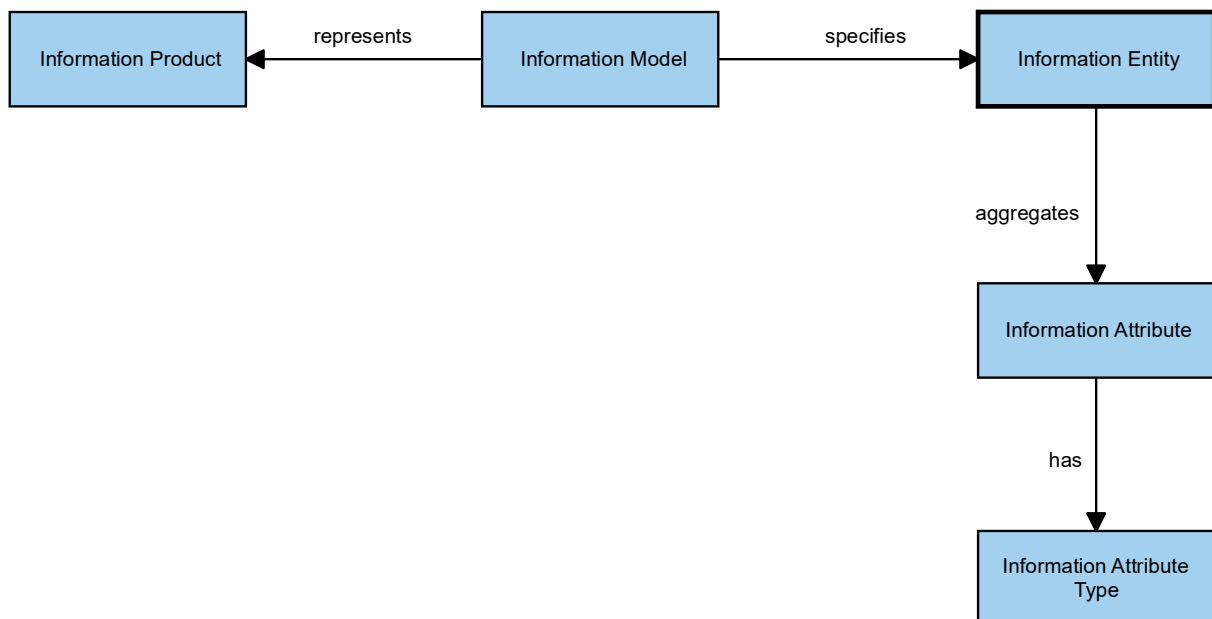 represents
specifies
Information Product
Information Model
Information Entity
aggregates
Information Attribute
has
Information Attribute
Type